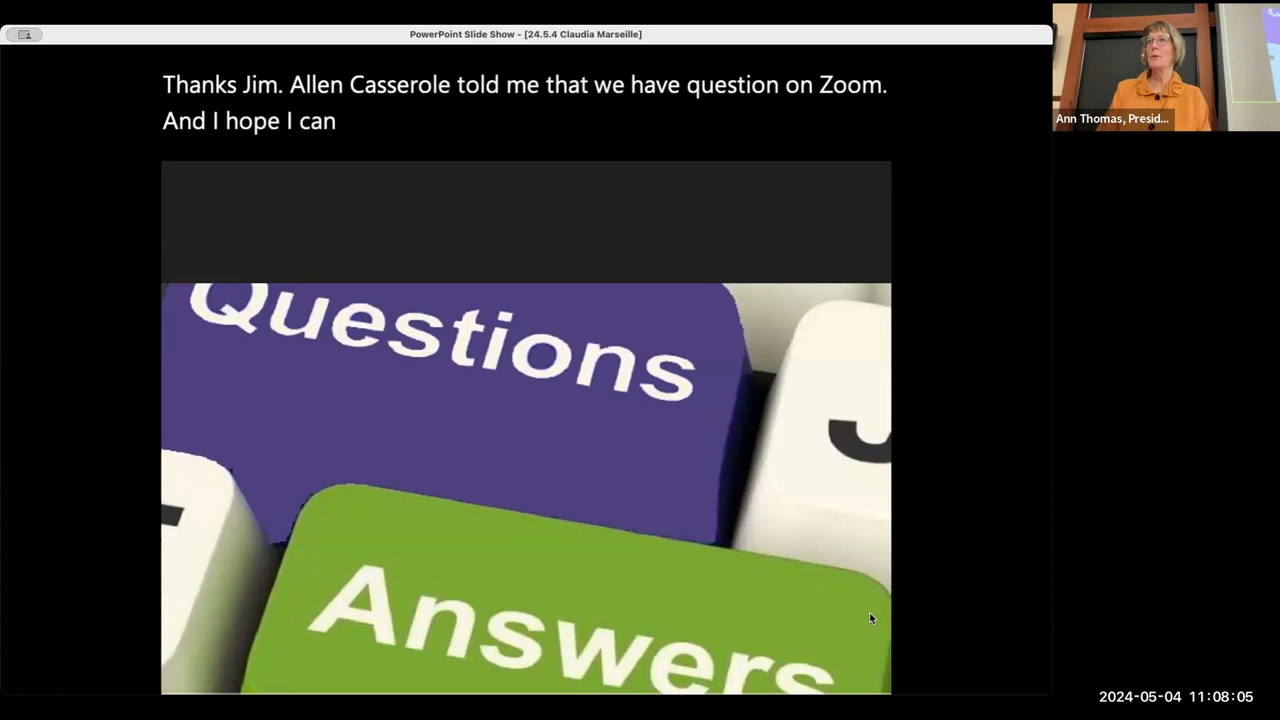 PowerPoint Slide Show - [24.5.4 Claudia Marseille]
Thanks Jim. Allen Casserole told me that we have question on Zoom.
And I hope I can
Ann Thomas, Presid...
Questions
Answers
2024-05-04 11:08:05